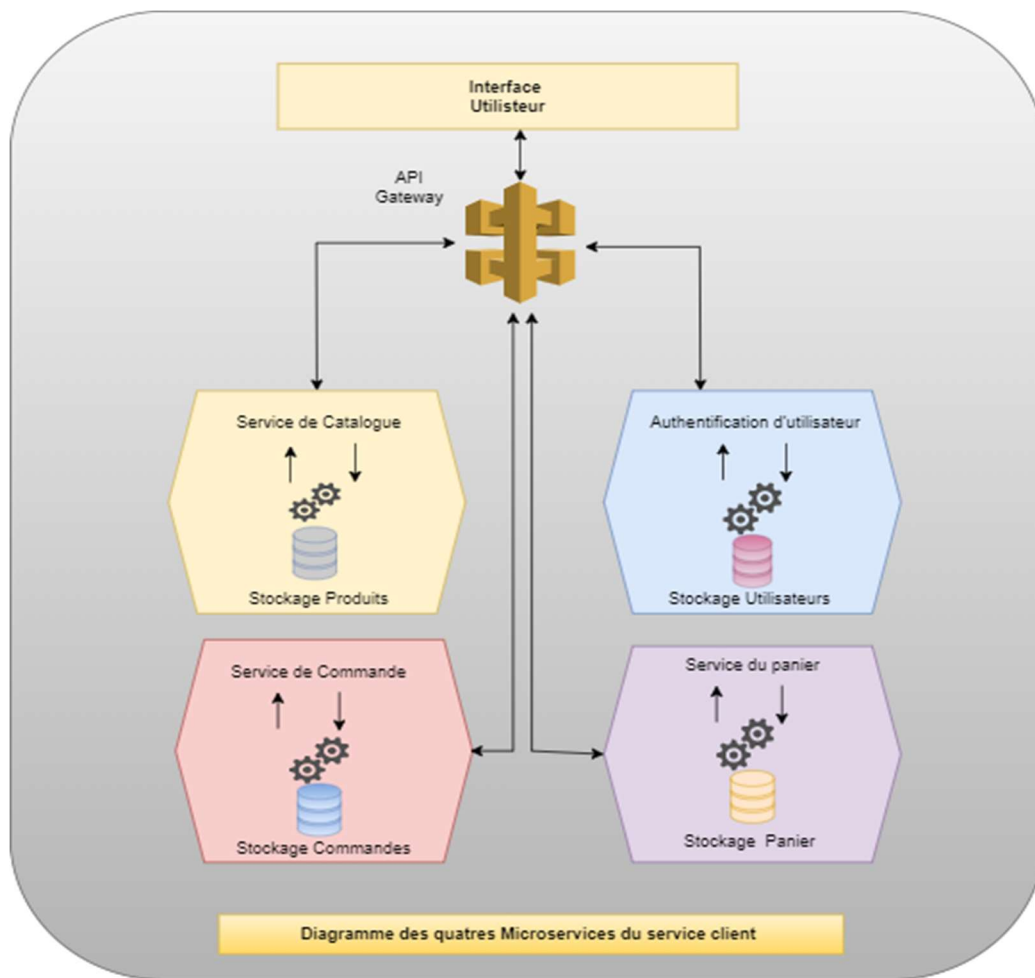 Interface
Utilisteur
API
Gateway
Service de Catalogue
Stockage Produits
Authentification d'utilisateur
Stockage Utilisateurs
Service de Commande
Stockage Commandes
Service du panier
Stockage Panier
Diagramme des quatres Microservices du service client